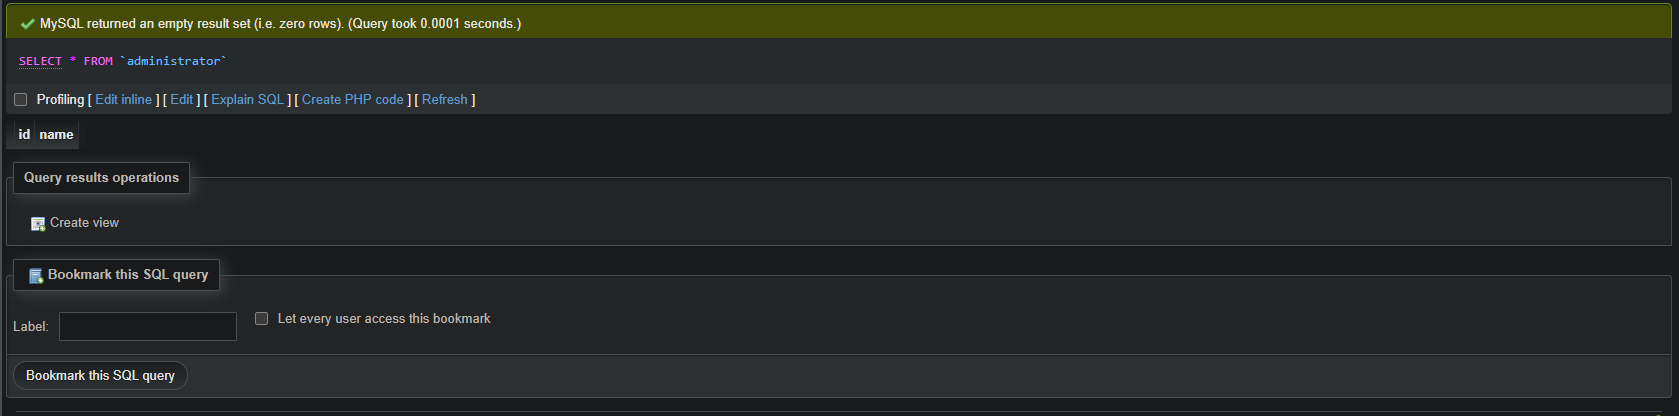 MySQL returned an empty result set (i.e. zero rows). (Query took 0.0001 seconds.)
SELECT * FROM `administrator`
Profiling [ Edit inline ] [ Edit ] [ Explain SQL ] [ Create PHP code ] [ Refresh ]
id name
Query results operations
Create view
Bookmark this SQL query
Label: Let every user access this bookmark
Bookmark this SQL query